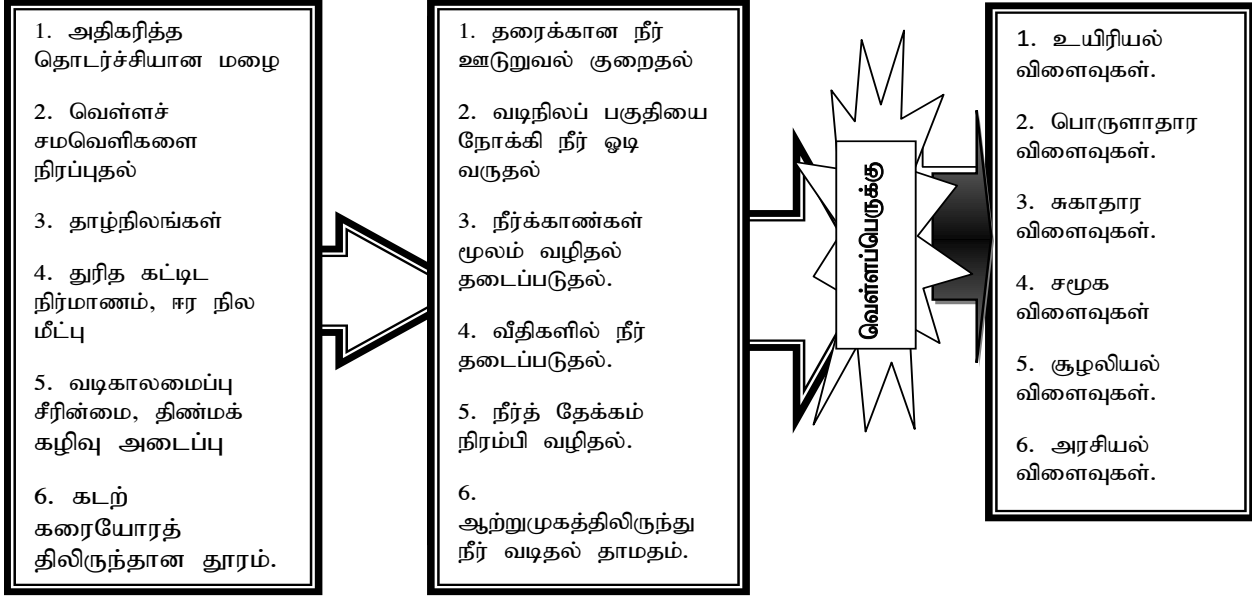 1. அதிகரித்த
தொடர்ச்சியான மழை
2. வெள்ளச்
சமவெளிகளை
நிரப்புதல்
3. தாழ்நிலங்கள்
4. துரித கட்டிட
நிர்மாணம், ஈர நில
மீட்பு
5. வடிகாலமைப்பு
சீரின்மை, திண்மக்
கழிவு அடைப்பு
6. கடற்
கரையோரத்
திலிருந்தான தூரம்.
1. தரைக்கான நீர்
ஊடுறுவல் குறைதல்
2. வடிநிலப் பகுதியை
நோக்கி நீர் ஓடி
வருதல்
3. நீர்க்காண்கள்
மூலம் வழிதல்
தடைப்படுதல்.
4. வீதிகளில் நீர்
தடைப்படுதல்.
5. நீர்த் தேக்கம்
நிரம்பி வழிதல்.
6.
ஆற்றுமுகத்திலிருந்து
நீர் வடிதல் தாமதம்.
வெள்ளப்பெருக்கு
1. உயிரியல்
விளைவுகள்.
2. பொருளாதார
விளைவுகள்.
3. சுகாதார
விளைவுகள்.
4. சமூக
விளைவுகள்
5. சூழலியல்
விளைவுகள்.
6. அரசியல்
விளைவுகள்.